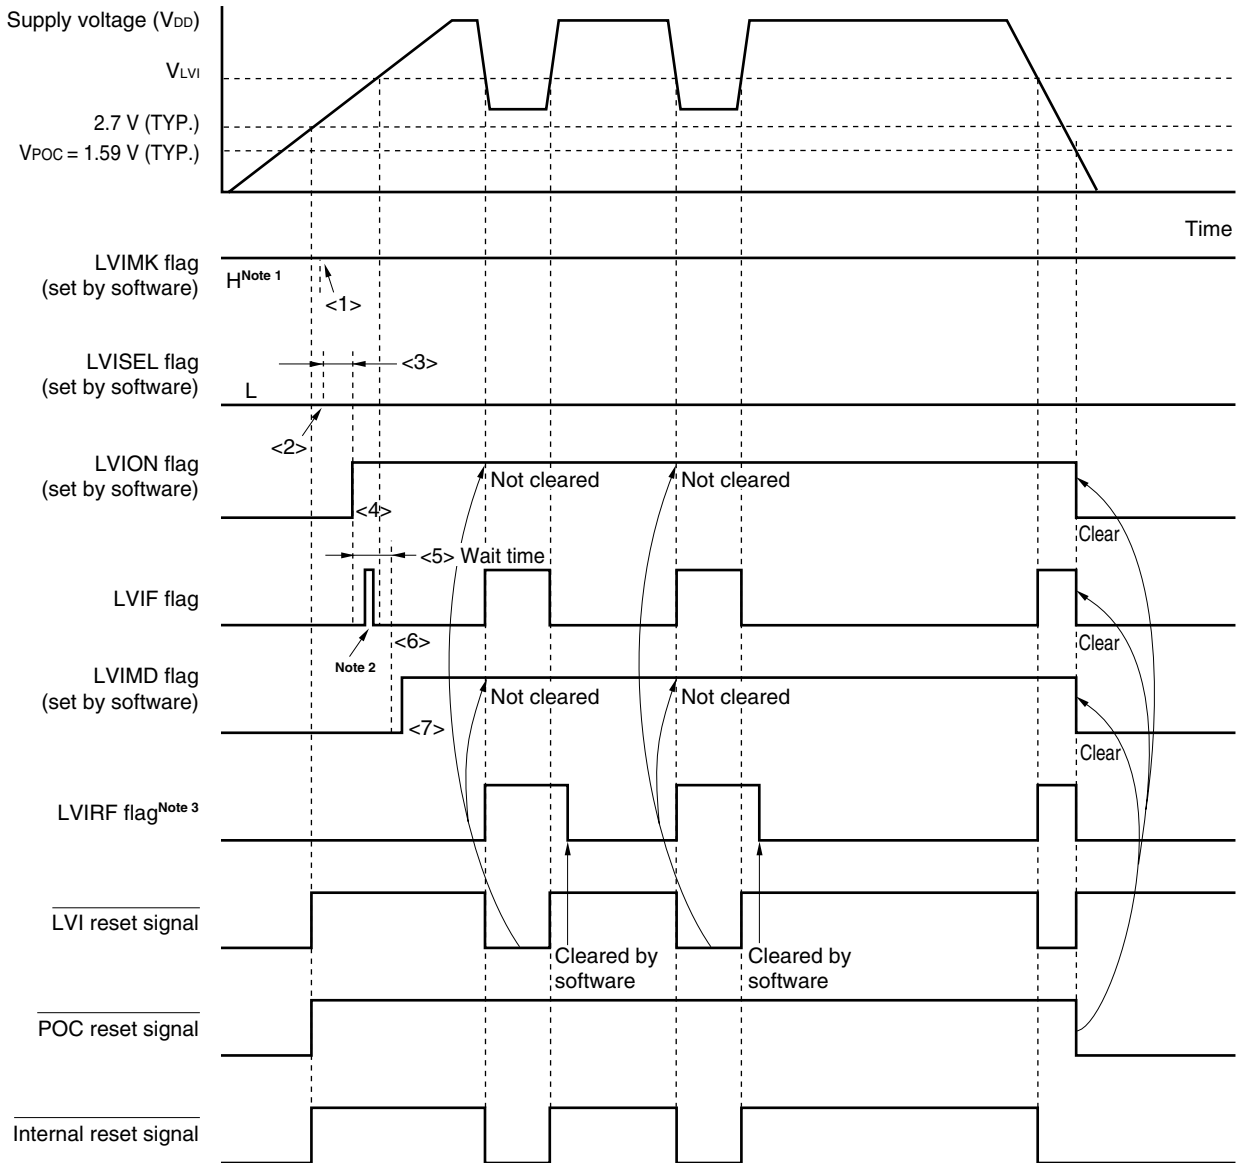 Supply voltage (VDD)
VLVI
2.7 V (TYP.)
VPOC = 1.59 V (TYP.)
Time
LVIMK flag
(set by software)
HNote 1
<1>
LVISEL flag
(set by software)
<3>
L
<2>
LVION flag
(set by software)
Not cleared
Not cleared
<4>
Clear
<5> Wait time
LVIF flag
<6>
Note 2
Clear
LVIMD flag
(set by software)
Not cleared
Not cleared
<7>
Clear
LVIRF flagNote 3
LVI reset signal
Cleared by
software
Cleared by
software
POC reset signal
Internal reset signal